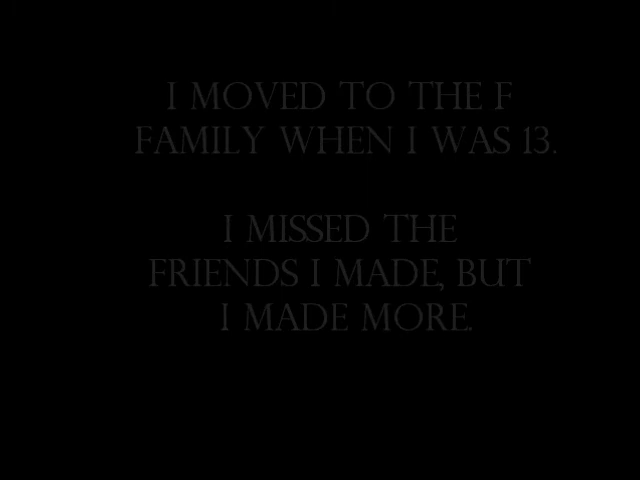 I MOVED TO THE F
FAMILY WHEN I WAS 13.
I MISSED THE
FRIENDS I MADE, BUT
I MADE MORE.